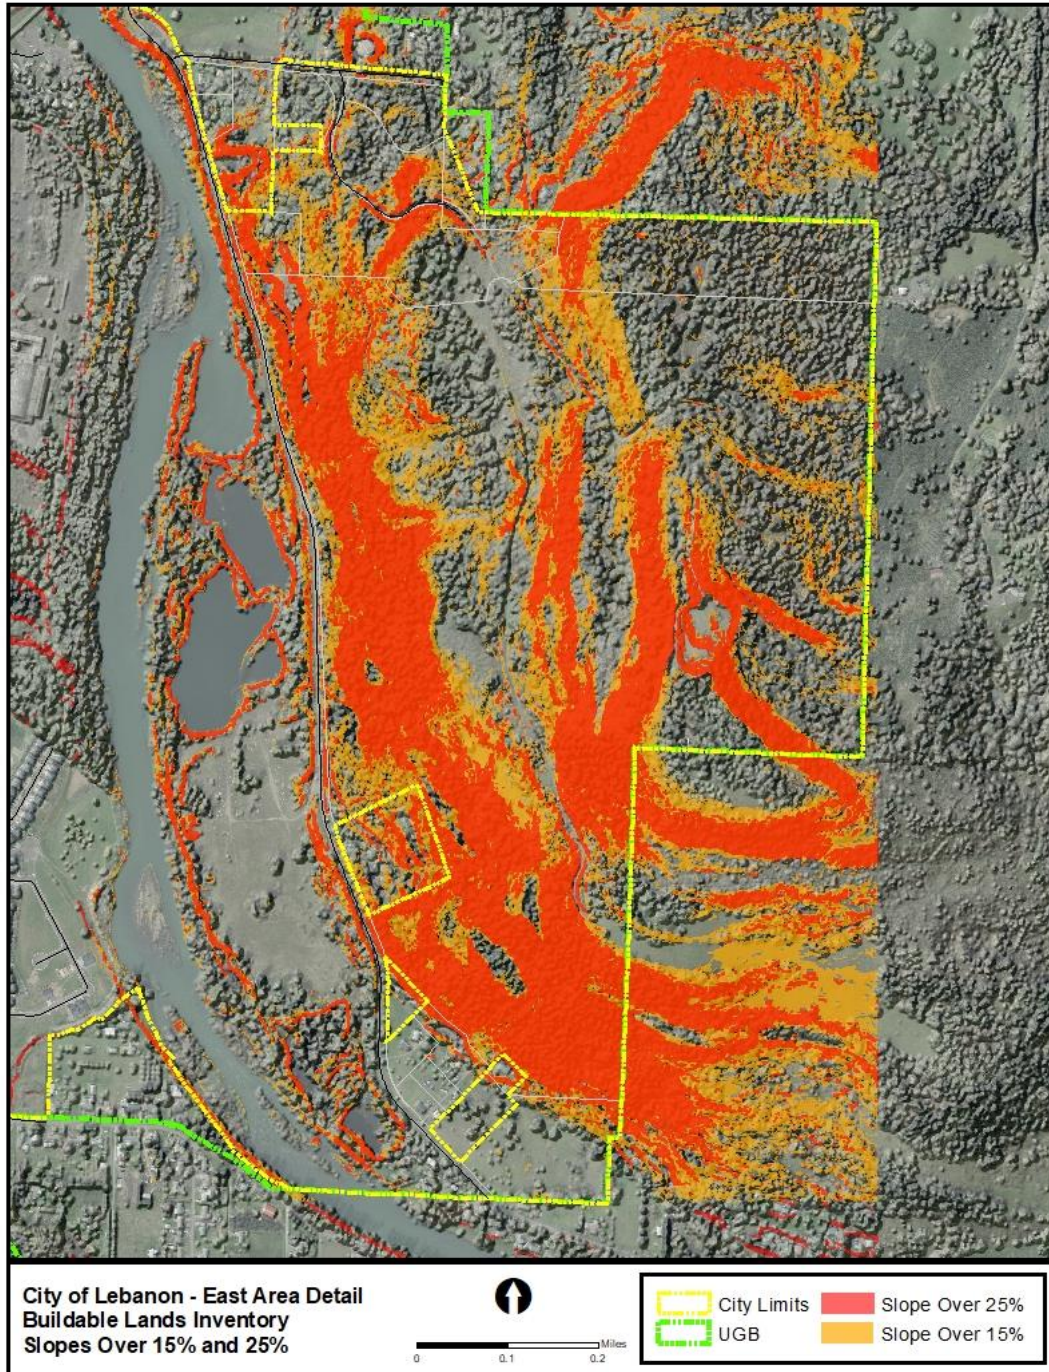 City of Lebanon - East Area Detail
Buildable Lands Inventory
Slopes Over 15% and 25%
Miles
0 0.1 0.2
City Limits
UGB
Slope Over 25%
Slope Over 15%